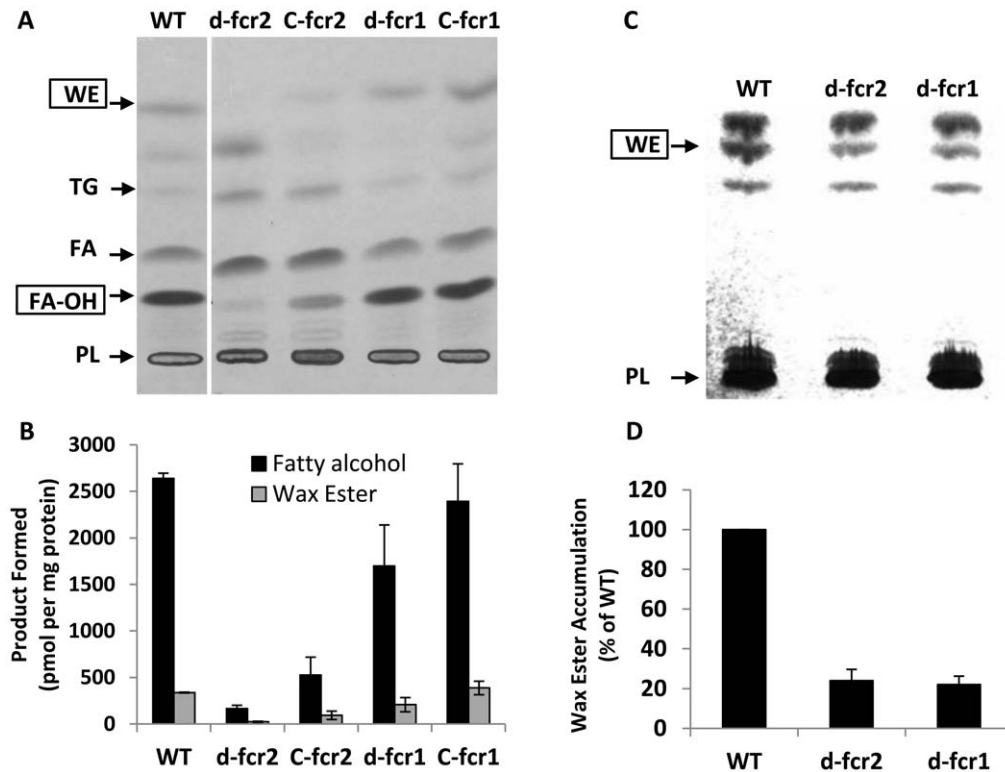 A
WT d-fcr2 C-fcr2 d-fcr1 C-fcr1
WE
TG
FA
FA-OH
PL
B
3000
2500
2000
1500
1000
500
0
Product Formed
(pmol per mg protein)
Fatty alcohol
Wax Ester
WT d-fcr2 C-fcr2 d-fcr1 C-fcr1
C
WT d-fcr2 d-fcr1
WE
PL
D
120
100
80
60
40
20
0
Wax Ester Accumulation
(% of WT)
WT d-fcr2 d-fcr1